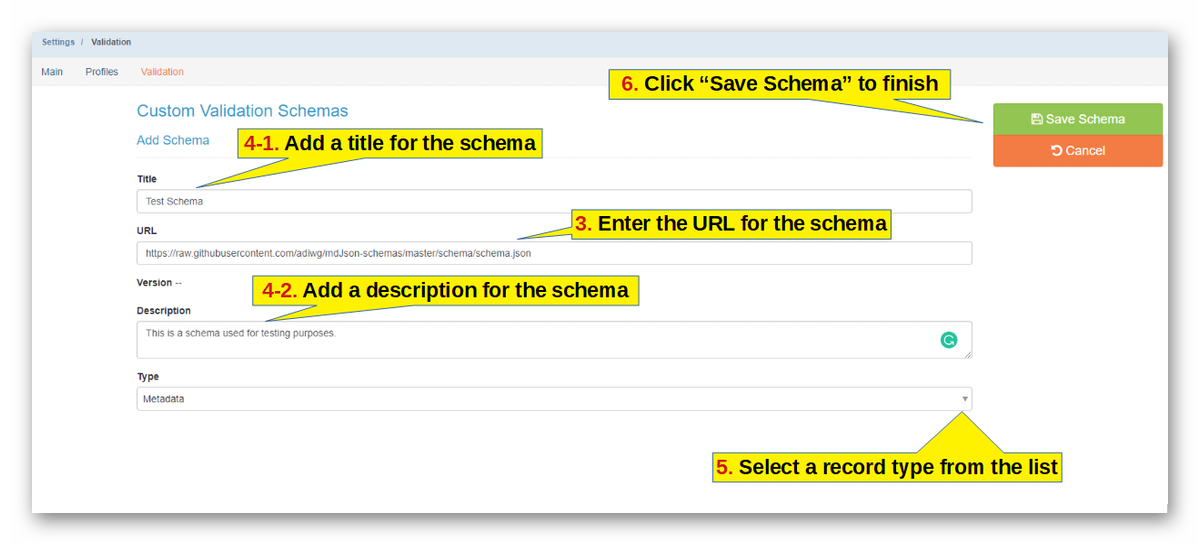 Settings / Validation
Main Profiles Validation
6. Click “Save Schema” to finish
Custom Validation Schemas
Save Schema
Add Schema
4-1. Add a title for the schema
Cancel
Title
Test Schema
3. Enter the URL for the schema
URL
https://raw.githubusercontent.com/adiwg/mdJson-schemas/master/schema/schema.json
Version --
4-2. Add a description for the schema
Description
This is a schema used for testing purposes.
Type
Metadata
5. Select a record type from the list